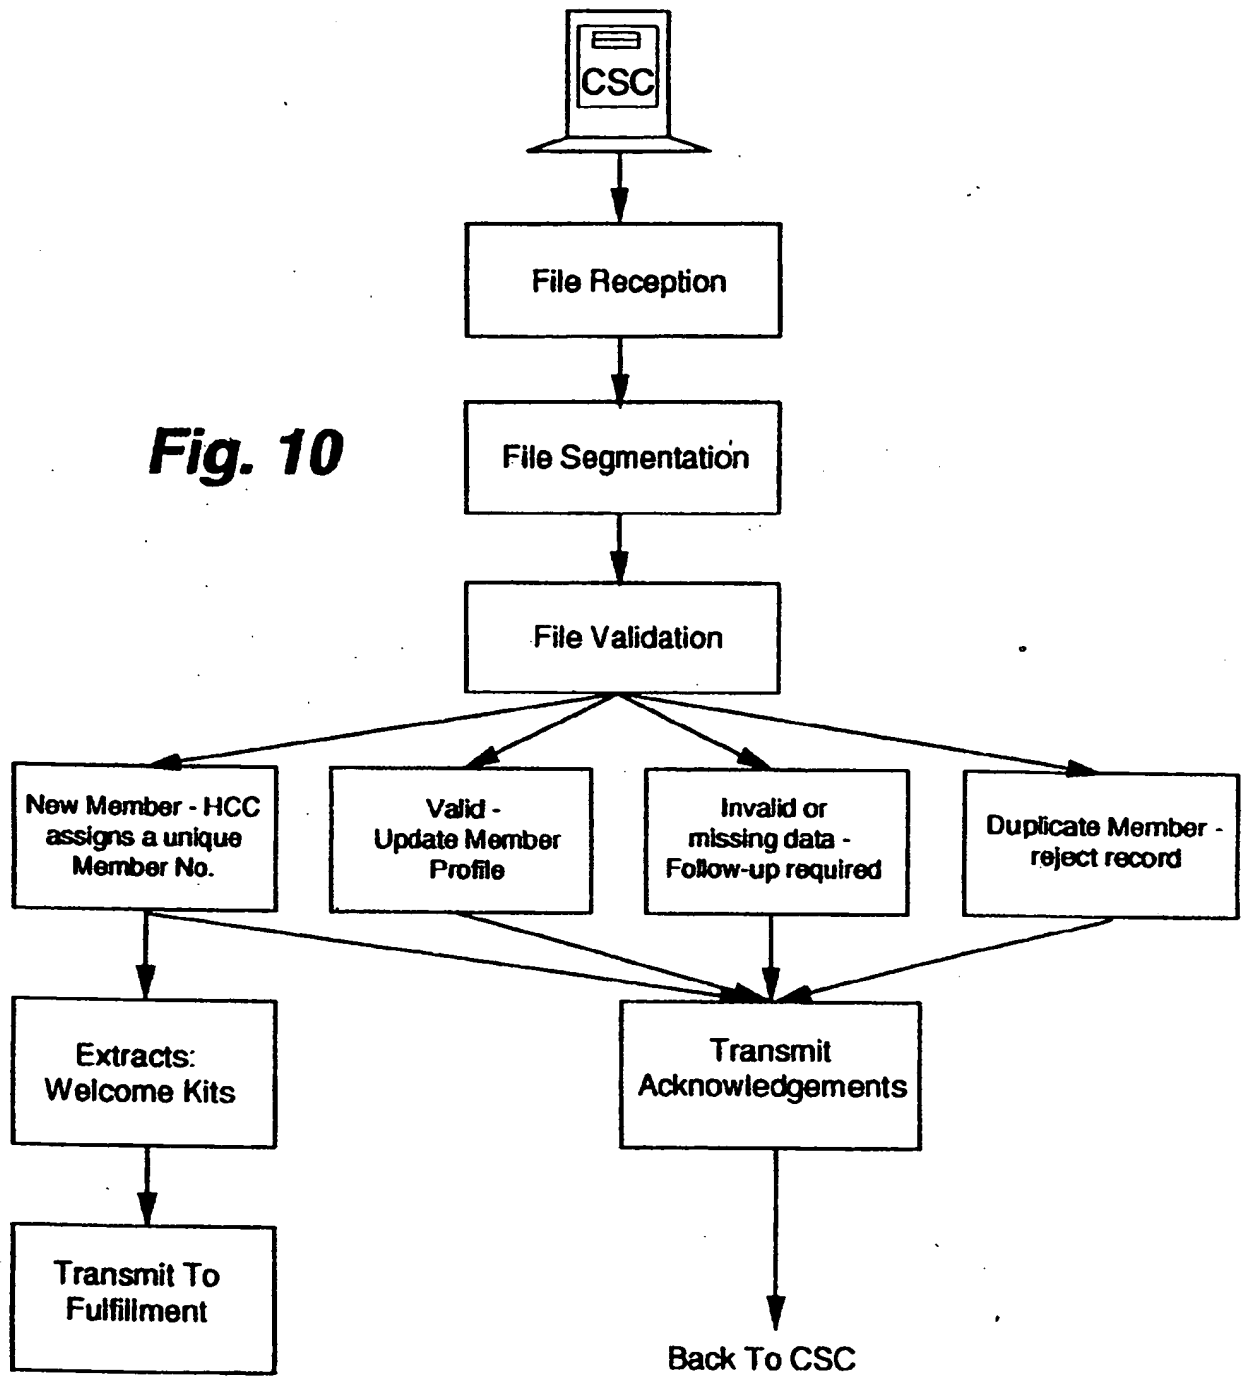 CSC
File Reception
Fig. 10
File Segmentation
File Validation
New Member - HCC
assigns a unique
Member No.
Valid -
Update Member
Profile
Invalid or
missing data -
Follow-up required
Duplicate Member -
reject record
Extracts:
Welcome Kits
Transmit
Acknowledgements
Transmit To
Fulfillment
Back To CSC